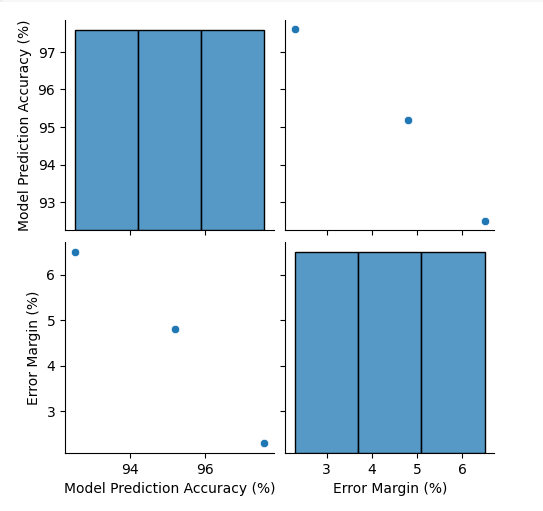 Model Prediction Accuracy (%)
97
96
95
94
93
Error Margin (%)
6
5
4
3
94 96
Model Prediction Accuracy (%)
3 4 5 6
Error Margin (%)